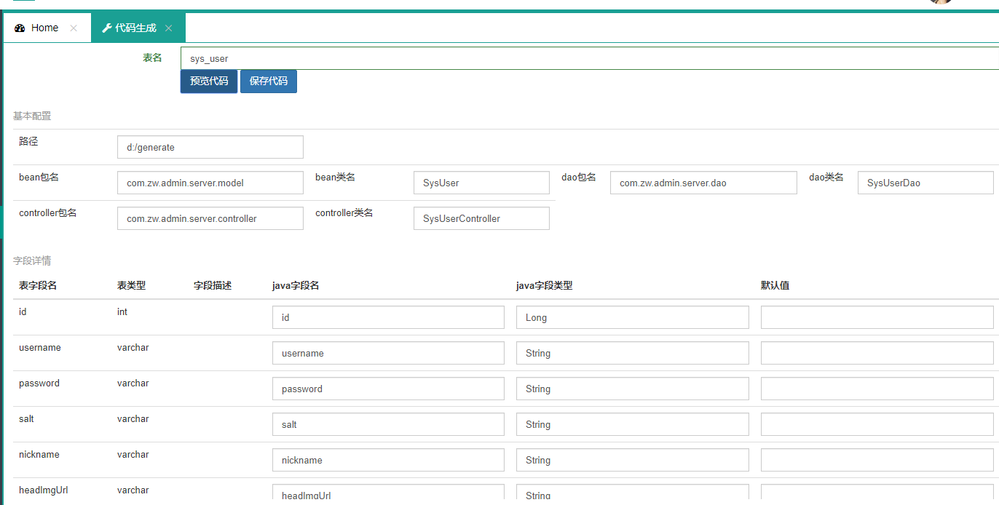 Home × 代码生成 ×
表名 sys_user
预览代码 保存代码
基本配置
路径 d:/generate
bean包名 com.zw.admin.server.model bean类名 SysUser dao包名 com.zw.admin.server.dao dao类名 SysUserDao
controller包名 com.zw.admin.server.controller controller类名 SysUserController
字段详情
表字段名 表类型 字段描述 java字段名 java字段类型 默认值
id int id Long
username varchar username String
password varchar password String
salt varchar salt String
nickname varchar nickname String
headImgUrl varchar headImgUrl String